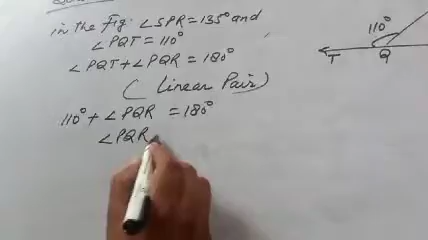 in the Fig: ∠SPR = 135° and
∠PQT = 110°
∠PQT + ∠PQR = 180°
(Linear Pair)
110° + ∠PQR = 180°
∠PQR
110°
T
Q